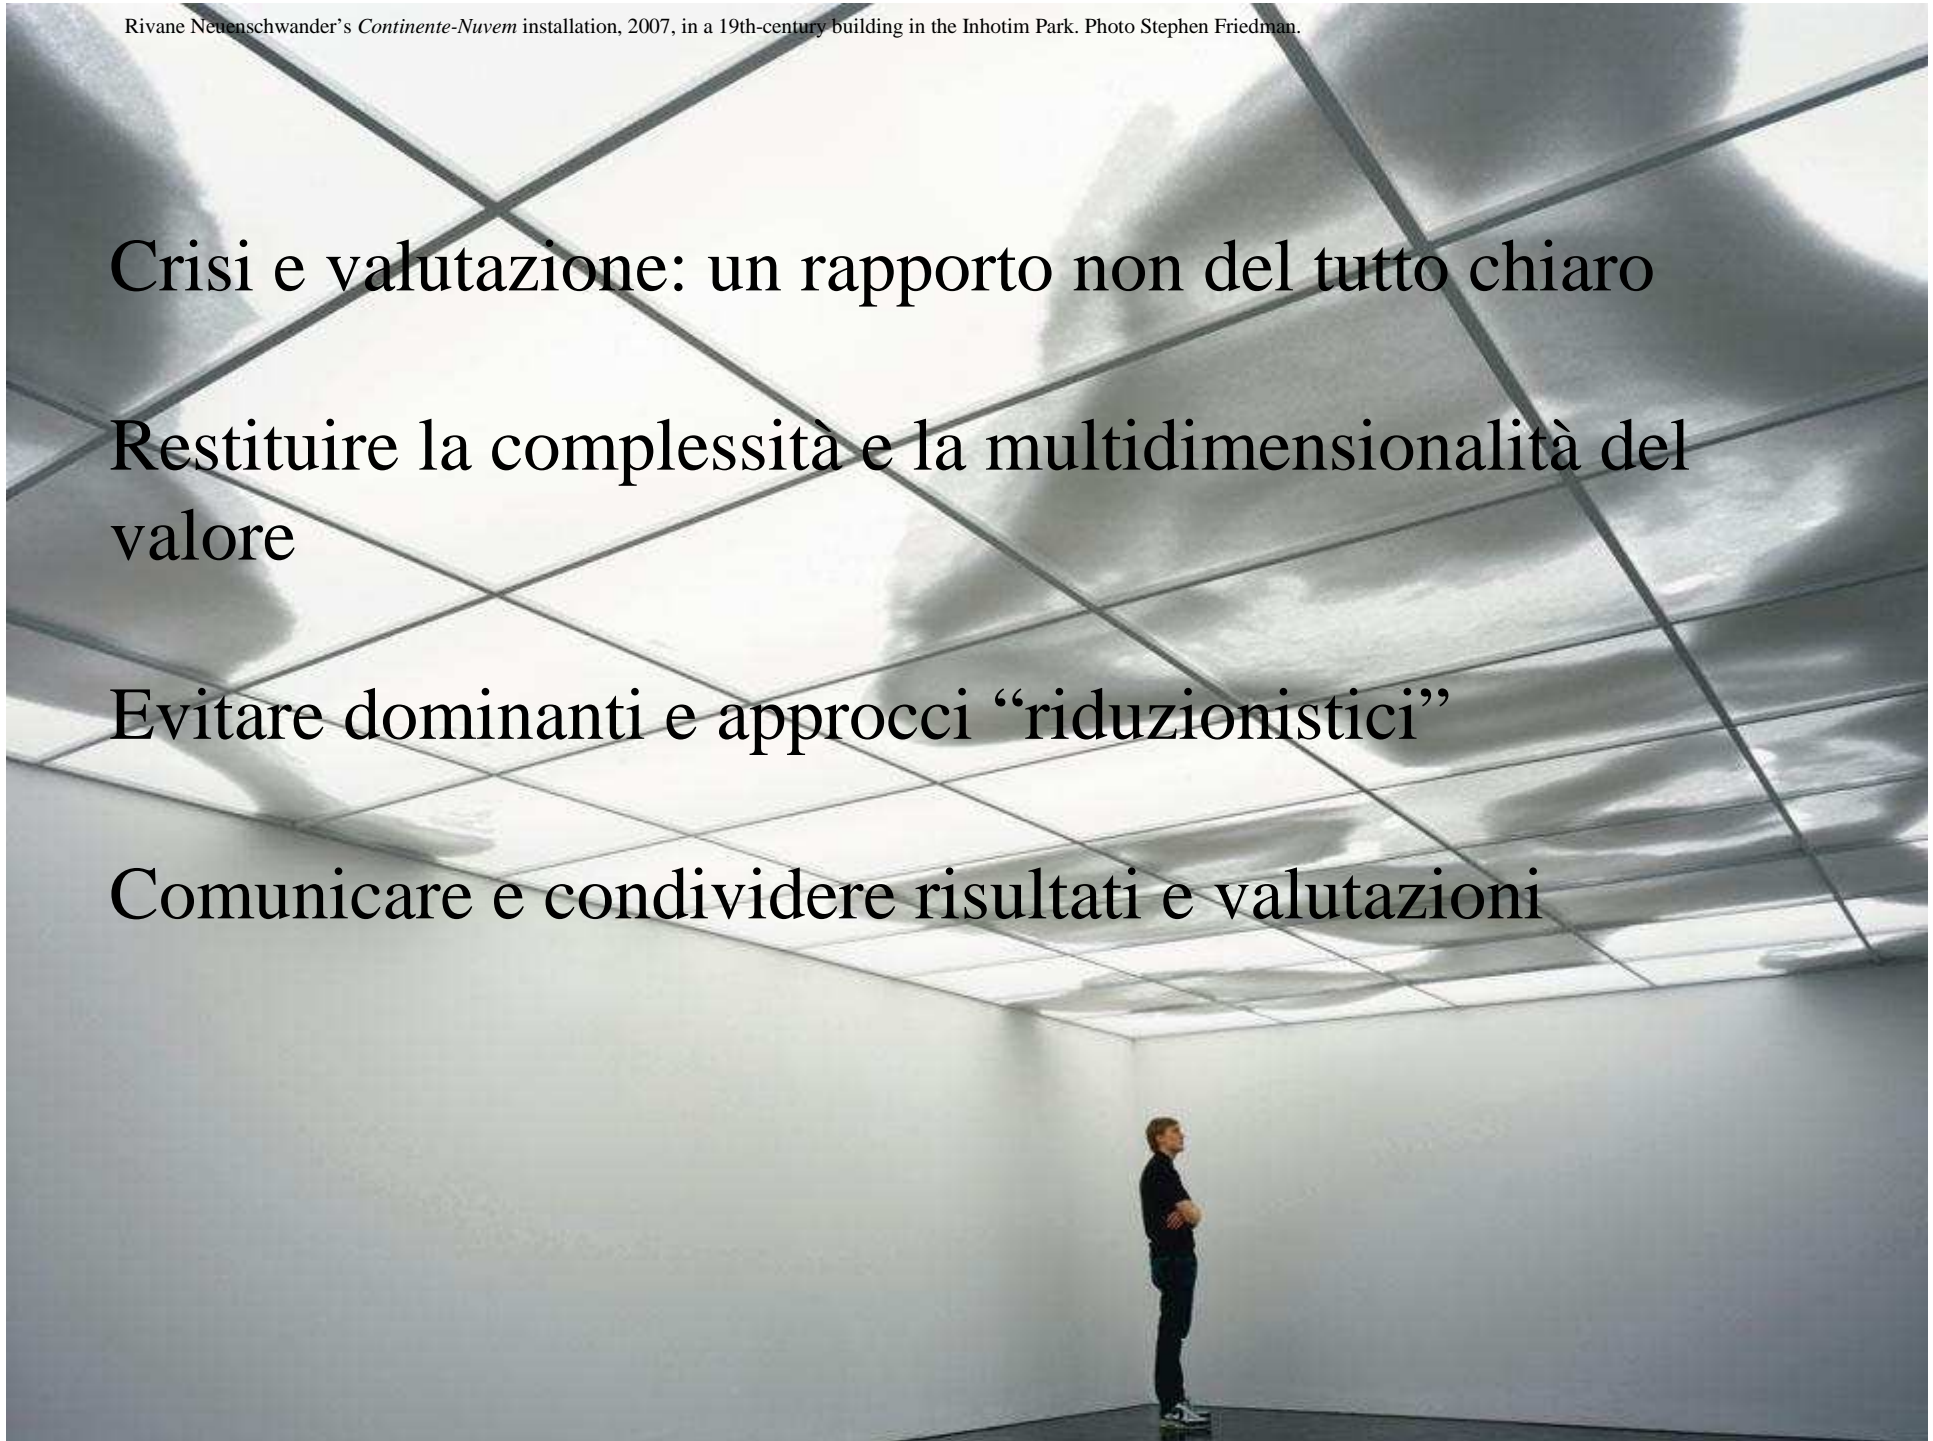 Rivane Neuenschwander’s Continente-Nuvem installation, 2007, in a 19th-century building in the Inhotim Park. Photo Stephen Friedman.
Crisi e valutazione: un rapporto non del tutto chiaro
Restituire la complessità e la multidimensionalità del
valore
Evitare dominanti e approcci “riduzionistici”
Comunicare e condividere risultati e valutazioni